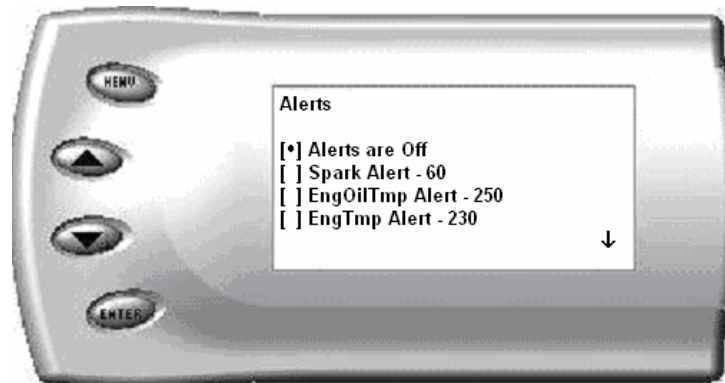 MENU
Alerts
[•] Alerts are Off
[ ] Spark Alert - 60
[ ] EngOilTmp Alert - 250
[ ] EngTmp Alert - 230
ENTER